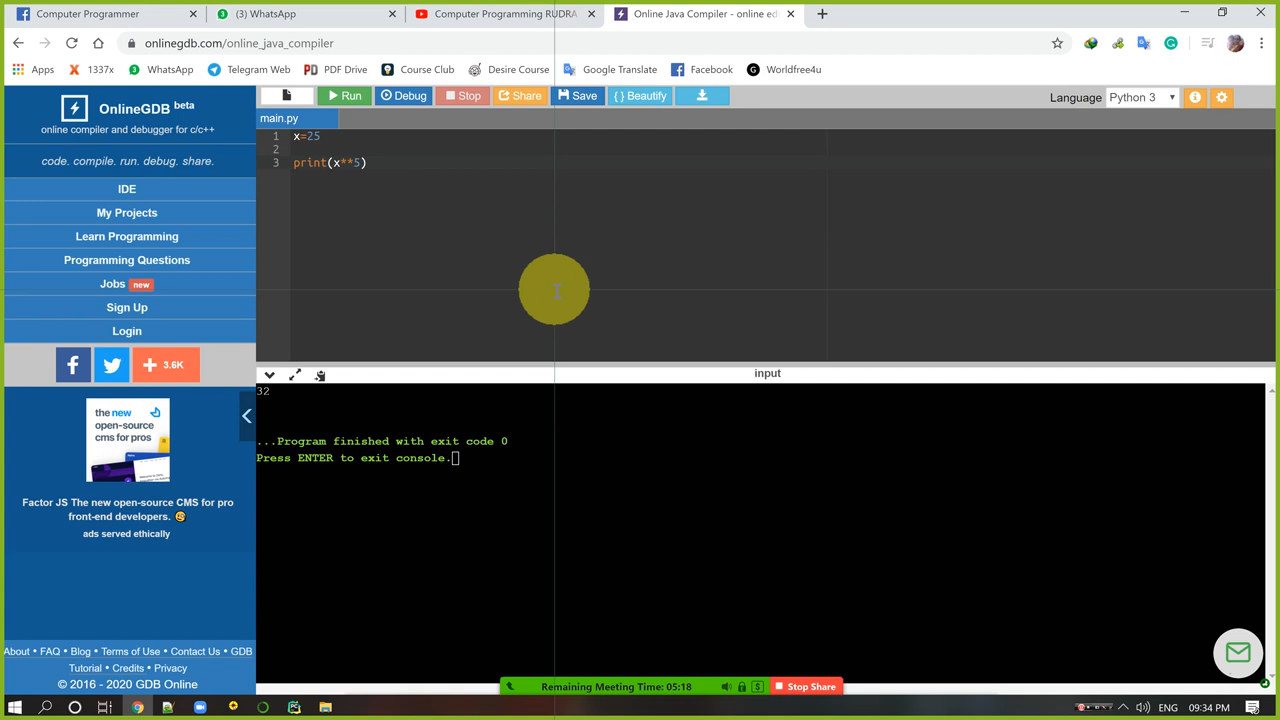 Computer Programmer
(3) WhatsApp
Computer Programming RUDRA
Online Java Compiler - online ed
onlinegdb.com/online_java_compiler
Apps
1337x
WhatsApp
Telegram Web
PDF Drive
Course Club
Desire Course
Google Translate
Facebook
Worldfree4u
OnlineGDB beta
online compiler and debugger for c/c++
code. compile. run. debug. share.
IDE
My Projects
Learn Programming
Programming Questions
Jobs new
Sign Up
Login
3.6K
the new
open-source
cms for pros
Factor JS The new open-source CMS for pro
front-end developers. 😄
ads served ethically
About • FAQ • Blog • Terms of Use • Contact Us • GDB
Tutorial • Credits • Privacy
© 2016 - 2020 GDB Online
Run
Debug
Stop
Share
Save
{ } Beautify
Language Python 3
main.py
1 x=25
2
3 print(x**5)
input
32
...Program finished with exit code 0
Press ENTER to exit console.
Remaining Meeting Time: 05:18
Stop Share
ENG
09:34 PM